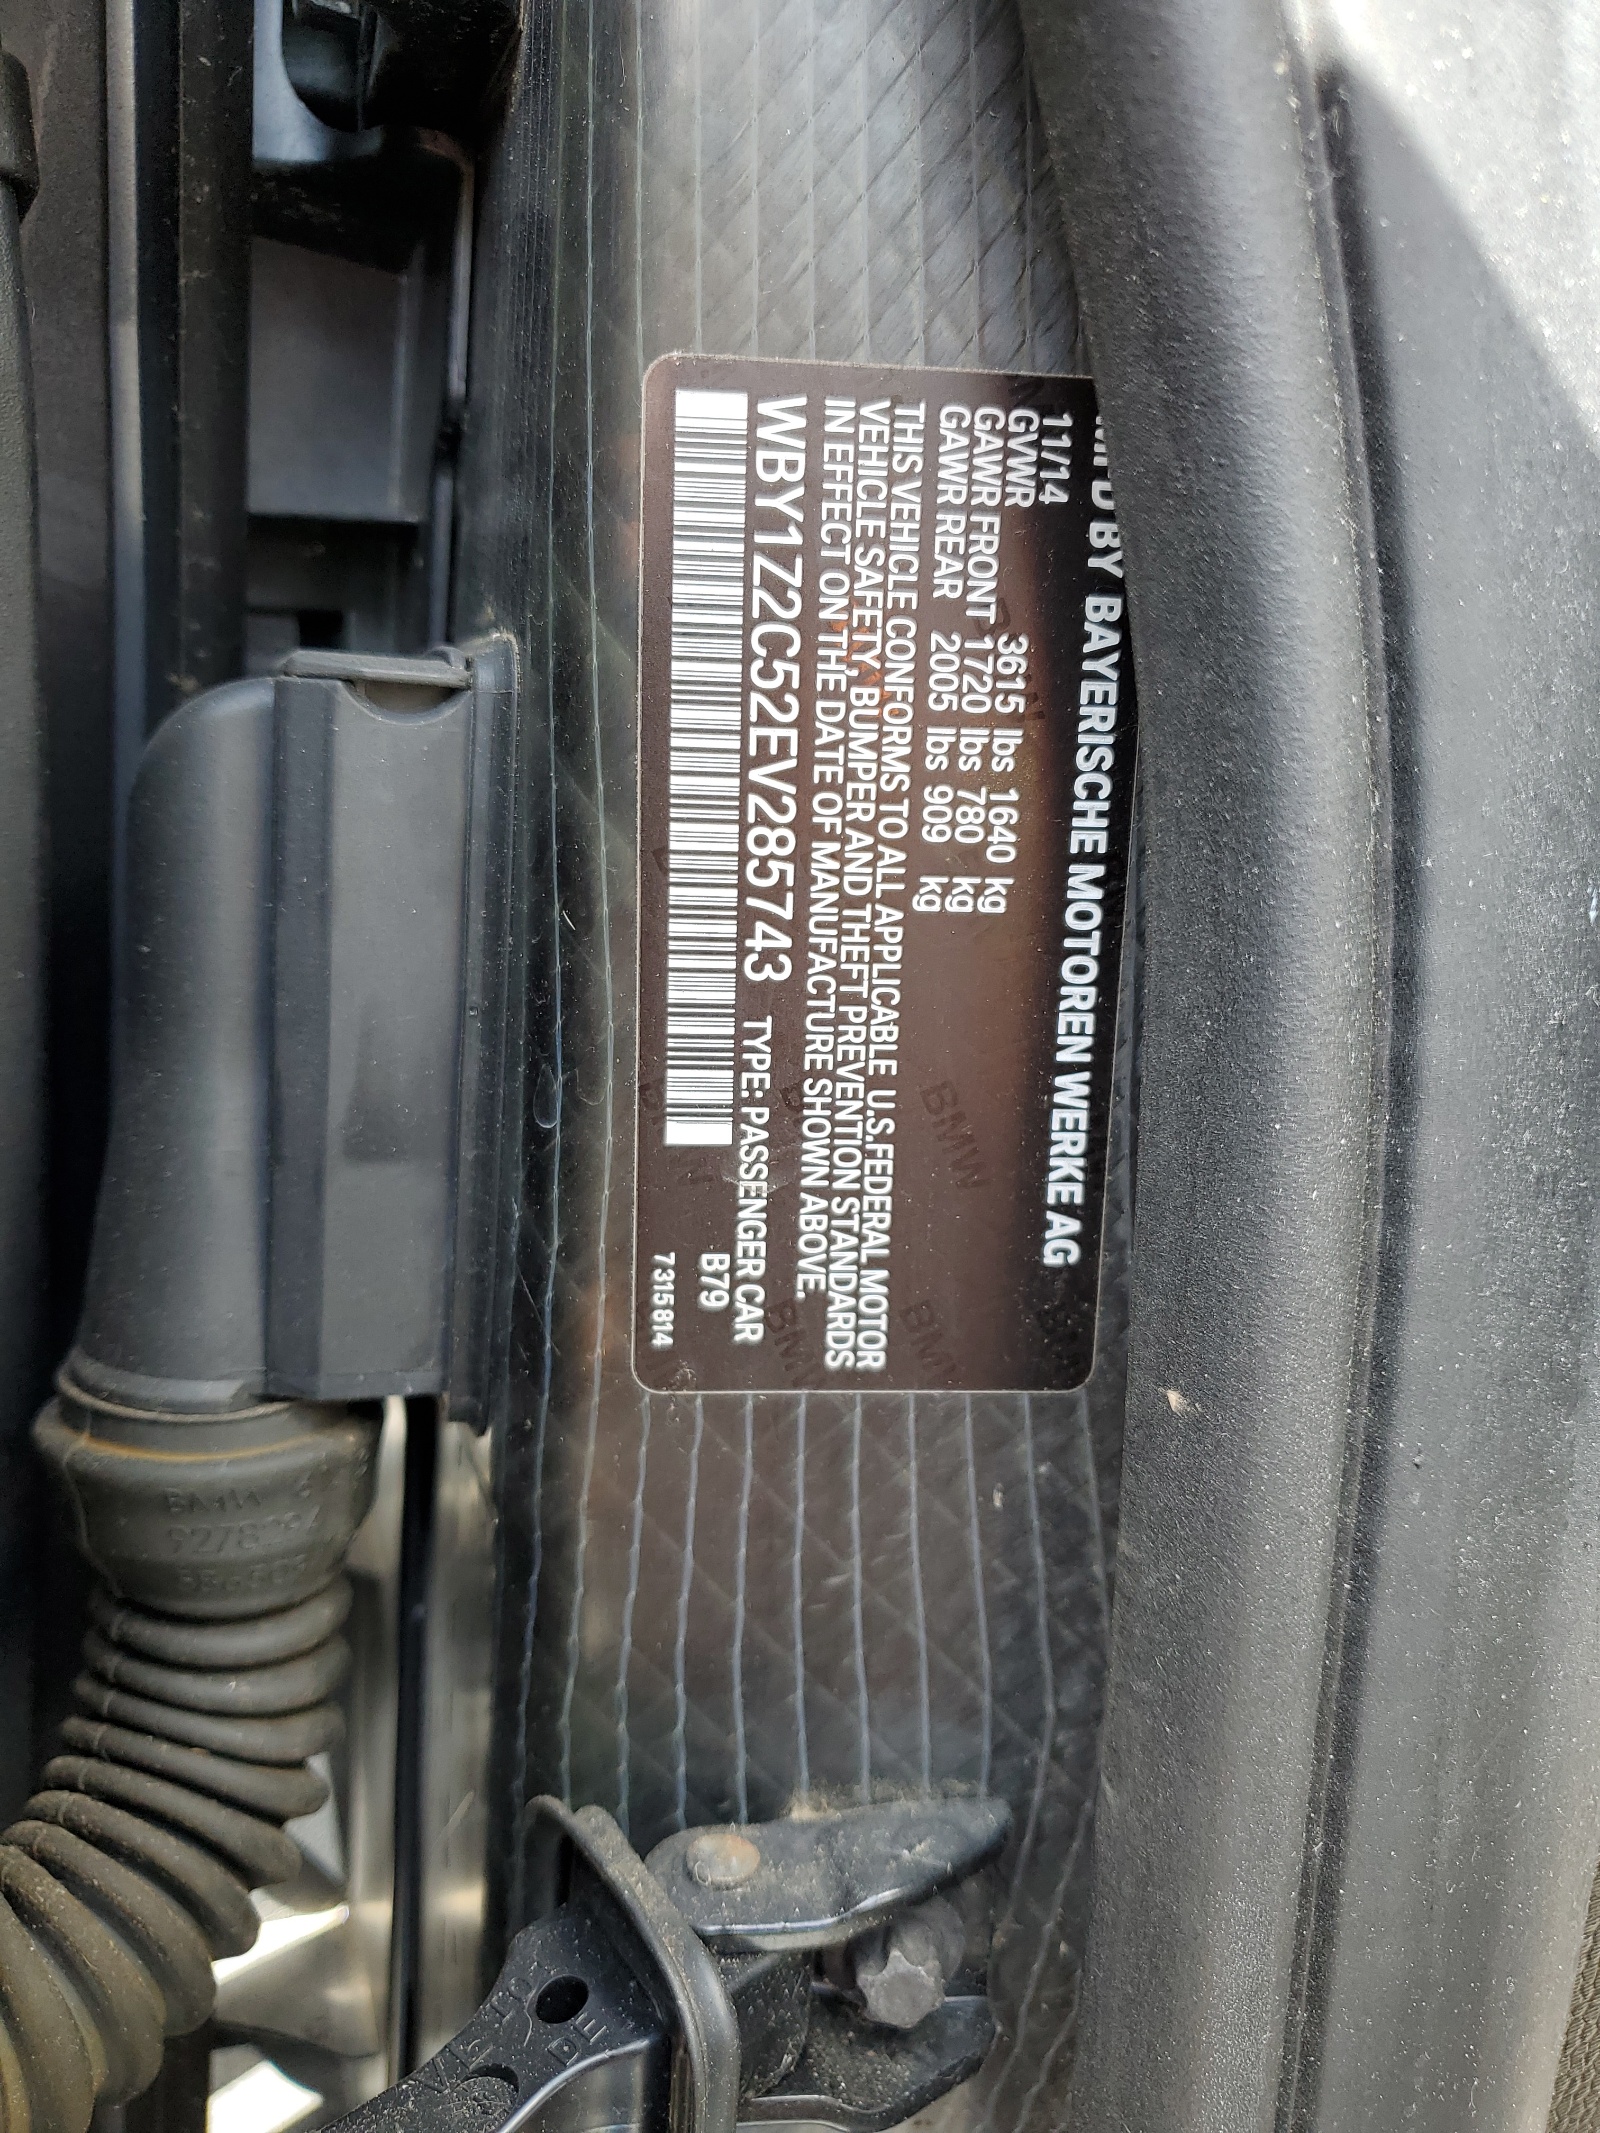 BY BAYERISCHE MOTOREN WERKE AG
11/14
GVWR 3615 lbs 1640 kg
GAWR FRONT 1720 lbs 780 kg
GAWR REAR 2005 lbs 909 kg
THIS VEHICLE CONFORMS TO ALL APPLICABLE U.S.FEDERAL MOTOR
VEHICLE SAFETY, BUMPER AND THEFT PREVENTION STANDARDS
IN EFFECT ON THE DATE OF MANUFACTURE SHOWN ABOVE.
WBY1Z2C52EV285743 TYPE: PASSENGER CAR
B79
7315814
BMW